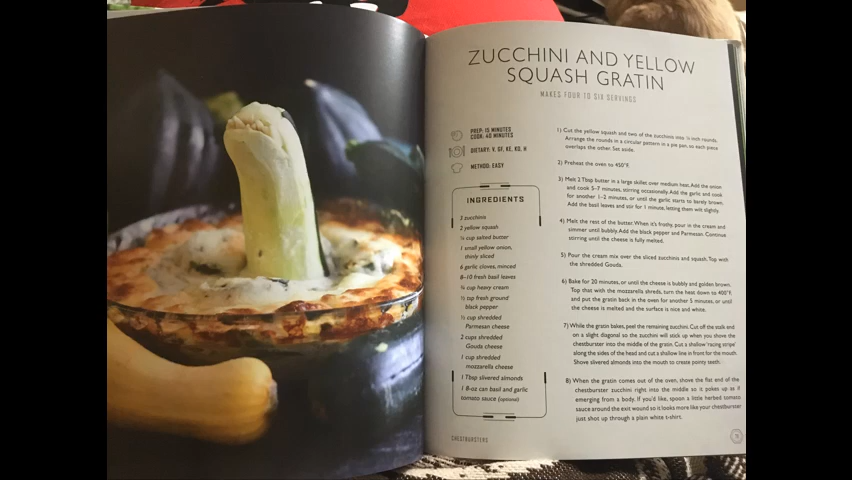 ZUCCHINI AND YELLOW
SQUASH GRATIN
MAKES FOUR TO SIX SERVINGS
PREP: 15 MINUTES
COOK: 40 MINUTES
DIETARY: V, GF, KE, KO, H
METHOD: EASY
INGREDIENTS
3 zucchinis
2 yellow squash
¼ cup salted butter
1 small yellow onion,
thinly sliced
6 garlic cloves, minced
8–10 fresh basil leaves
¾ cup heavy cream
½ tsp fresh ground
black pepper
½ cup shredded
Parmesan cheese
2 cups shredded
Gouda cheese
1 cup shredded
mozzarella cheese
1 Tbsp slivered almonds
1 8-oz can basil and garlic
tomato sauce (optional)
CHESTBURSTERS
1) Cut the yellow squash and two of the zucchinis into ¼ inch rounds.
Arrange the rounds in a circular pattern in a pie pan, so each piece
overlaps the other. Set aside.
2) Preheat the oven to 450°F.
3) Melt 2 Tbsp butter in a large skillet over medium heat. Add the onion
and cook 5–7 minutes, stirring occasionally. Add the garlic and cook
for another 1–2 minutes, or until the garlic starts to barely brown.
Add the basil leaves and stir for 1 minute, letting them wilt slightly.
4) Melt the rest of the butter. When it's frothy, pour in the cream and
simmer until bubbly. Add the black pepper and Parmesan. Continue
stirring until the cheese is fully melted.
5) Pour the cream mix over the sliced zucchinis and squash. Top with
the shredded Gouda.
6) Bake for 20 minutes, or until the cheese is bubbly and golden brown.
Top that with the mozzarella shreds, turn the heat down to 400°F,
and put the gratin back in the oven for another 5 minutes, or until
the cheese is melted and the surface is nice and white.
7) While the gratin bakes, peel the remaining zucchini. Cut off the stalk end
on a slight diagonal so the zucchini will stick up when you shove the
chestburster into the middle of the gratin. Cut a shallow 'racing stripe'
along the sides of the head and cut a shallow line in front for the mouth.
Shove slivered almonds into the mouth to create pointy teeth.
8) When the gratin comes out of the oven, shove the flat end of the
chestburster zucchini right into the middle so it pokes up as if
emerging from a body. If you'd like, spoon a little herbed tomato
sauce around the exit wound so it looks more like your chestburster
just shot up through a plain white t-shirt.